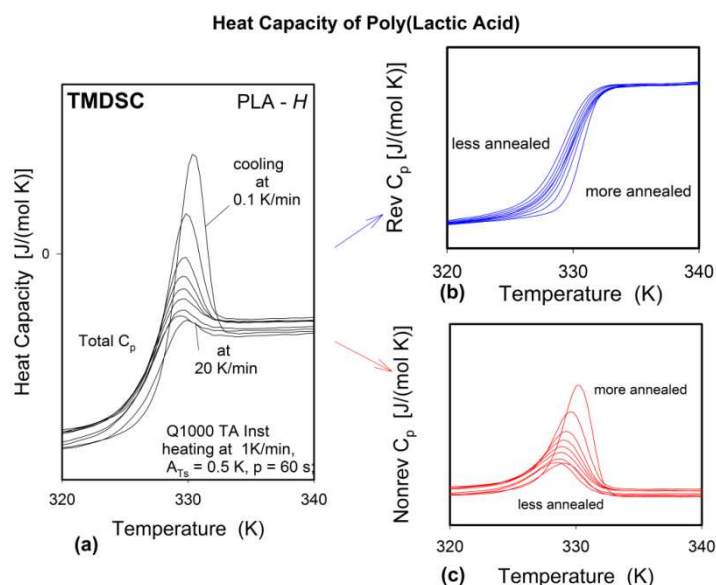 Heat Capacity of Poly(Lactic Acid)
TMDSC
PLA - H
cooling
at
0.1 K/min
Heat Capacity [J/(mol K)]
0
Total Cp
at
20 K/min
Q1000 TA Inst
heating at 1K/min,
ATs = 0.5 K, p = 60 s;
320
330
340
Temperature (K)
(a)
Rev Cp [J/(mol K)]
less annealed
more annealed
320
330
340
(b)
Temperature (K)
Nonrev Cp [J/(mol K)]
more annealed
less annealed
320
330
340
Temperature (K)
(c)